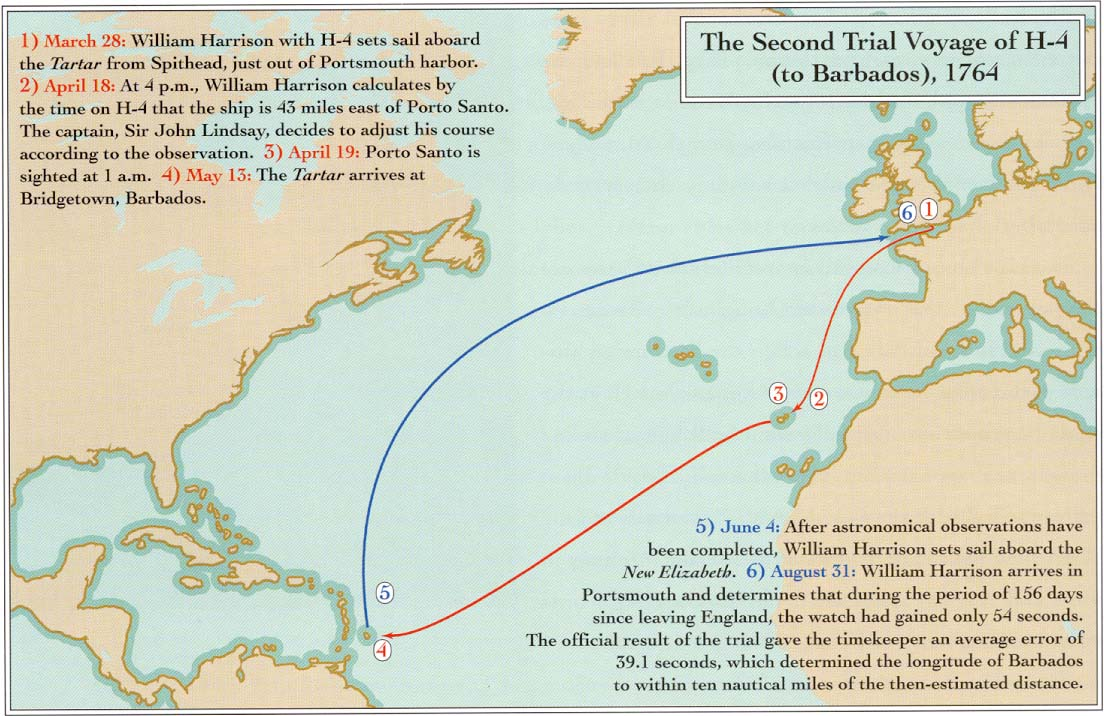 The Second Trial Voyage of H-4
(to Barbados), 1764
1) March 28: William Harrison with H-4 sets sail aboard
the Tartar from Spithead, just out of Portsmouth harbor.
2) April 18: At 4 p.m., William Harrison calculates by
the time on H-4 that the ship is 43 miles east of Porto Santo.
The captain, Sir John Lindsay, decides to adjust his course
according to the observation. 3) April 19: Porto Santo is
sighted at 1 a.m. 4) May 13: The Tartar arrives at
Bridgetown, Barbados.
6
1
3
2
5
4
5) June 4: After astronomical observations have
been completed, William Harrison sets sail aboard the
New Elizabeth. 6) August 31: William Harrison arrives in
Portsmouth and determines that during the period of 156 days
since leaving England, the watch had gained only 54 seconds.
The official result of the trial gave the timekeeper an average error of
39.1 seconds, which determined the longitude of Barbados
to within ten nautical miles of the then-estimated distance.